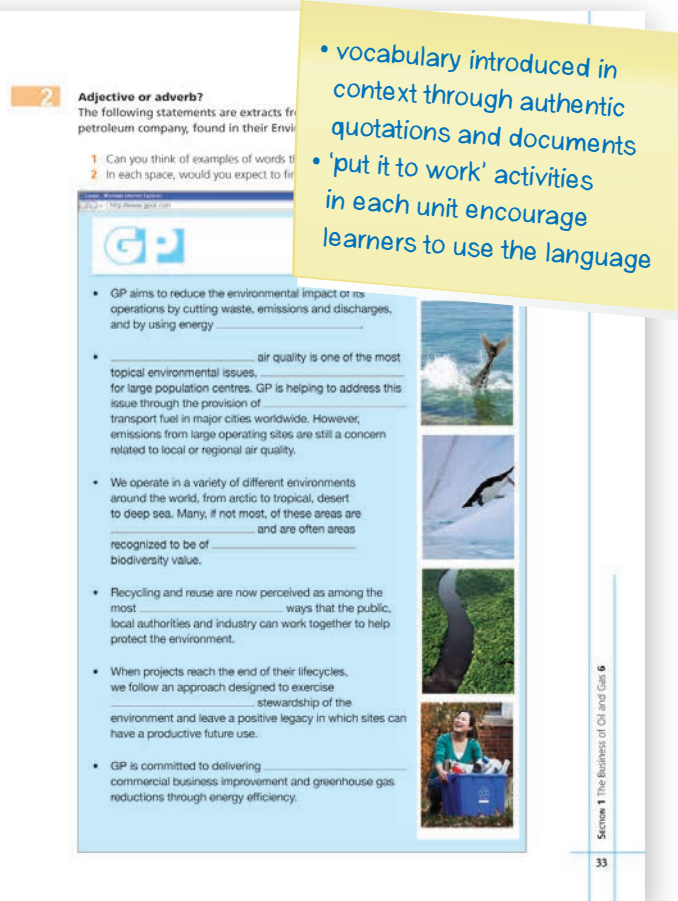 • vocabulary introduced in
context through authentic
quotations and documents
• ‘put it to work’ activities
in each unit encourage
learners to use the language
2
Adjective or adverb?
The following statements are extracts
petroleum company, found in their
1 Can you think of examples of words
2 In each space, would you expect to
GP
• GP aims to reduce the environmental impact of its
operations by cutting waste, emissions and discharges,
and by using energy ____________.
• ____________ air quality is one of the most
topical environmental issues, ____________
for large population centres. GP is helping to address this
issue through the provision of ____________
transport fuel in major cities worldwide. However,
emissions from large operating sites are still a concern
related to local or regional air quality.
• We operate in a variety of different environments
around the world, from arctic to tropical, desert
to deep sea. Many, if not most, of these areas are
____________ and are often areas
recognized to be of ____________
biodiversity value.
• Recycling and reuse are now perceived as among the
most ____________ ways that the public,
local authorities and industry can work together to help
protect the environment.
• When projects reach the end of their lifecycles,
we follow an approach designed to exercise
____________ stewardship of the
environment and leave a positive legacy in which sites can
have a productive future use.
• GP is committed to delivering ____________
commercial business improvement and greenhouse gas
reductions through energy efficiency.
SECTION 1 The Business of Oil and Gas 6
33